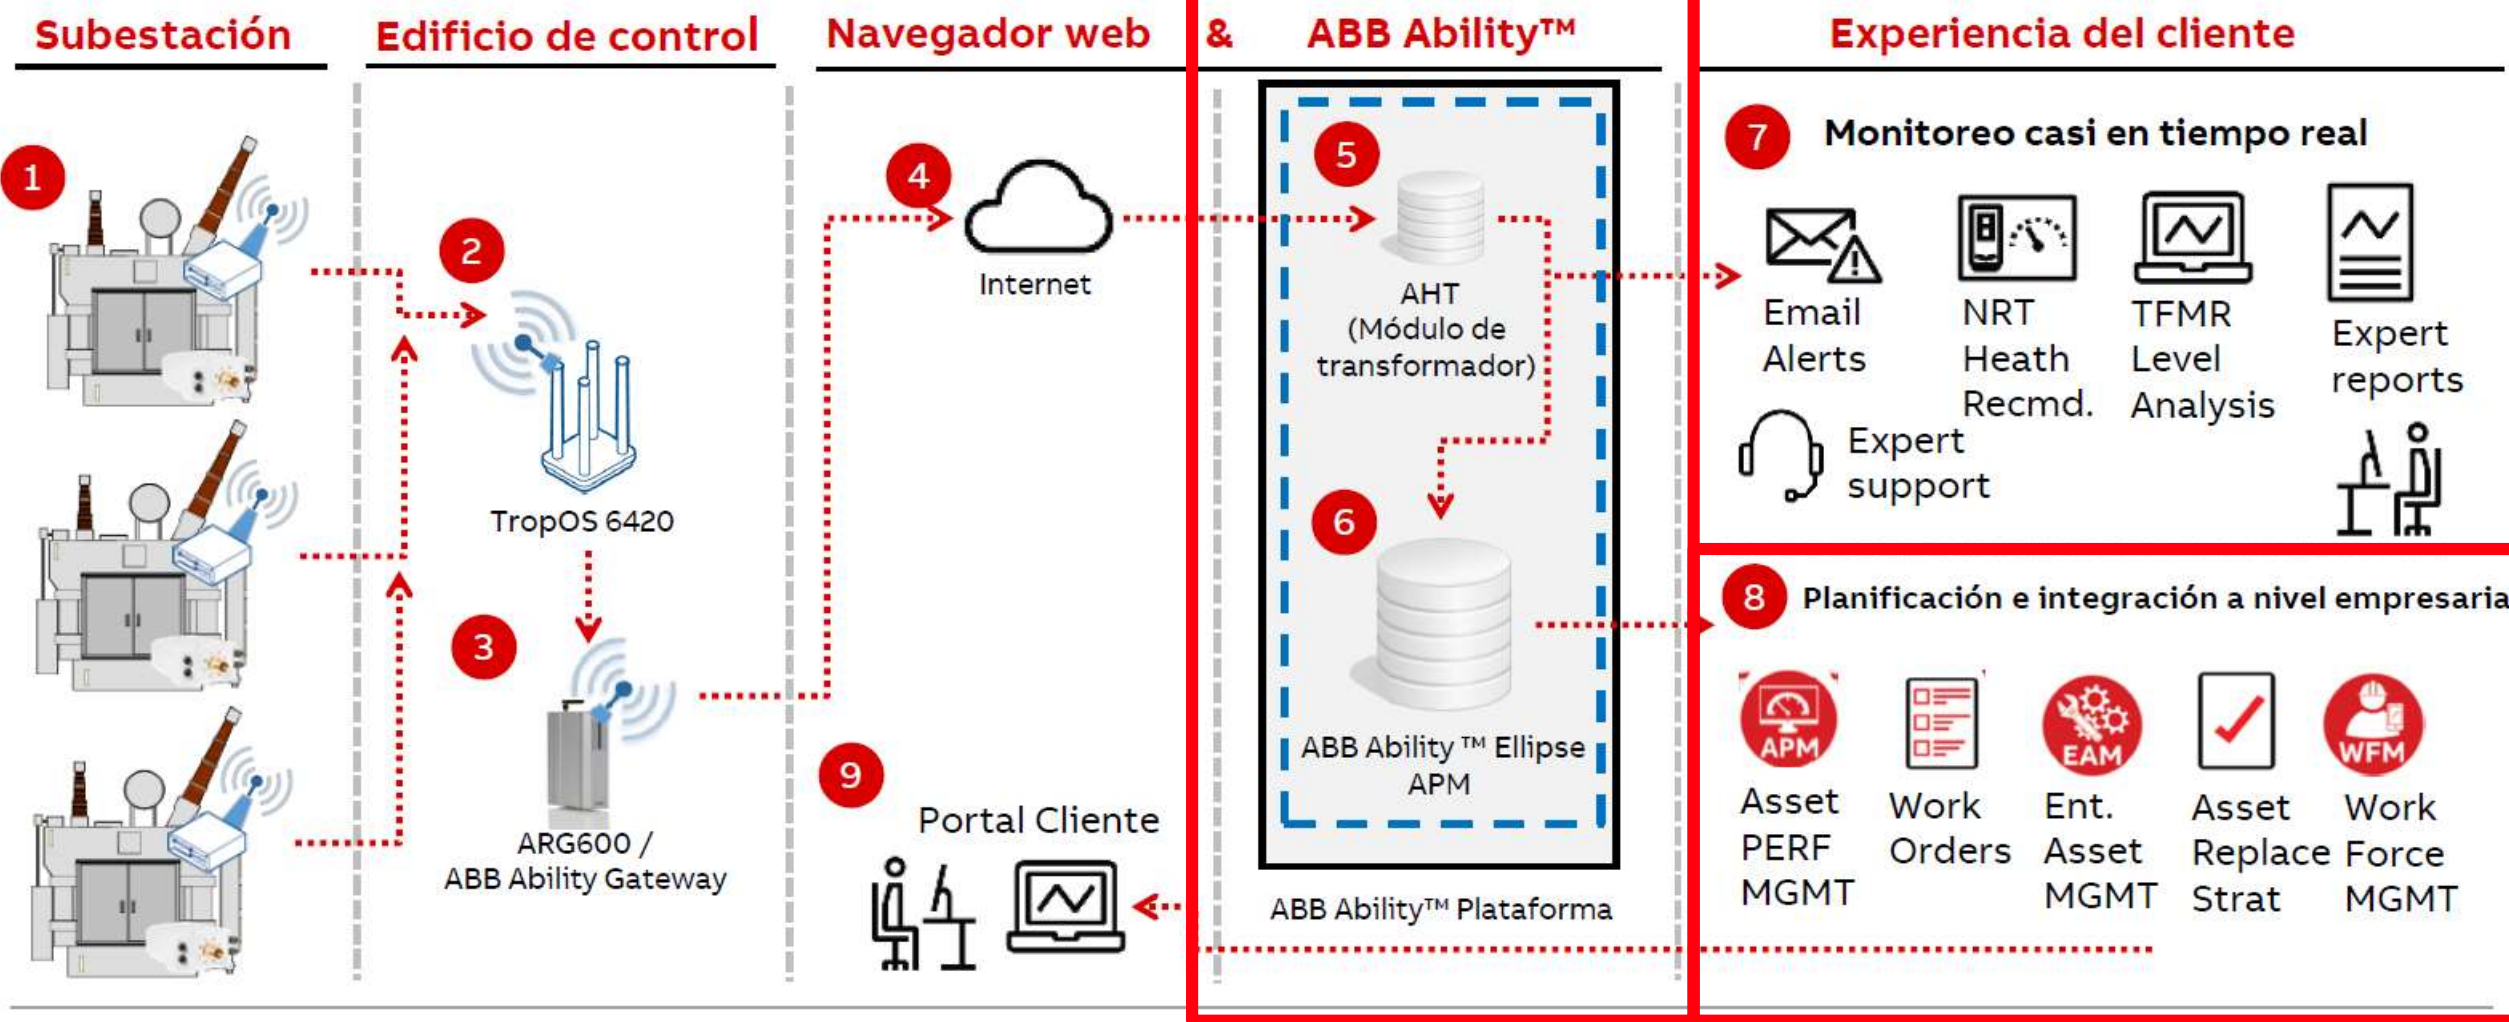 Subestación
Edificio de control
Navegador web & ABB Ability™
Experiencia del cliente
1
2
TropOS 6420
3
ARG600 /
ABB Ability Gateway
4
Internet
9
Portal Cliente
5
AHT
(Módulo de
transformador)
6
ABB Ability™ Ellipse
APM
ABB Ability™ Plataforma
7 Monitoreo casi en tiempo real
Email
Alerts
NRT
Heath
Recmd.
TFMR
Level
Analysis
Expert
reports
Expert
support
8 Planificación e integración a nivel empresaria
APM
Asset
PERF
MGMT
Work
Orders
EAM
Ent.
Asset
MGMT
Asset
Replace
Strat
WFM
Work
Force
MGMT